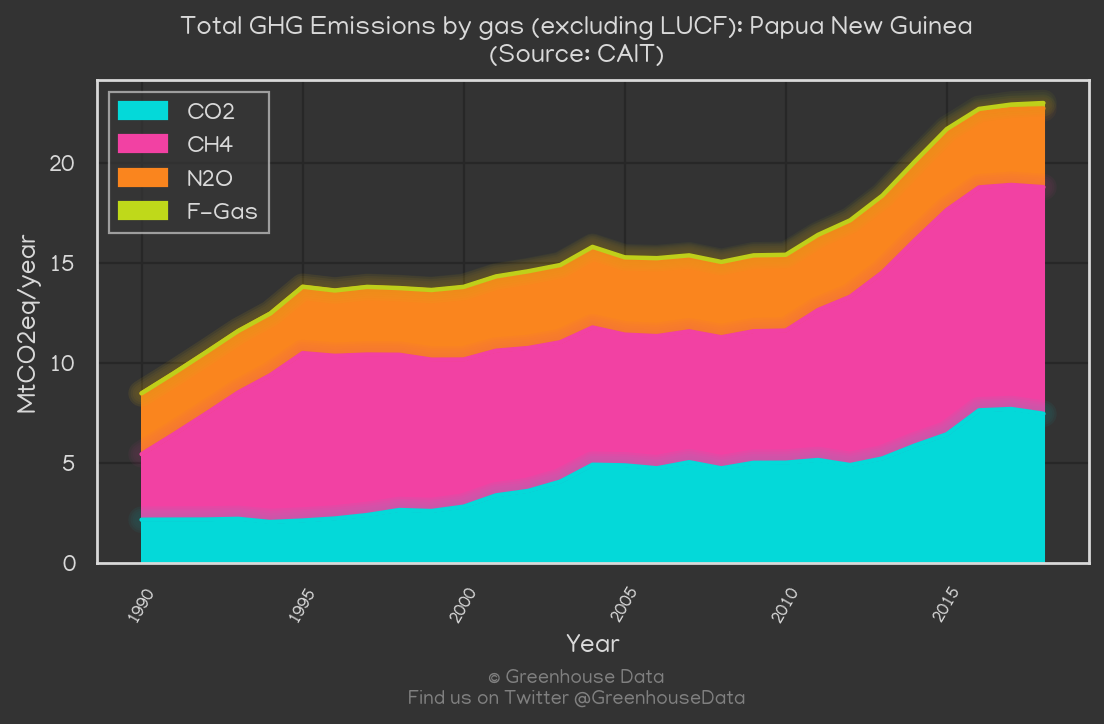 Total GHG Emissions by gas (excluding LUCF): Papua New Guinea
(Source: CAIT)
CO2
CH4
N2O
F-Gas
MtCO2eq/year
20
15
10
5
0
1990
1995
2000
2005
2010
2015
Year
© Greenhouse Data
Find us on Twitter @GreenhouseData